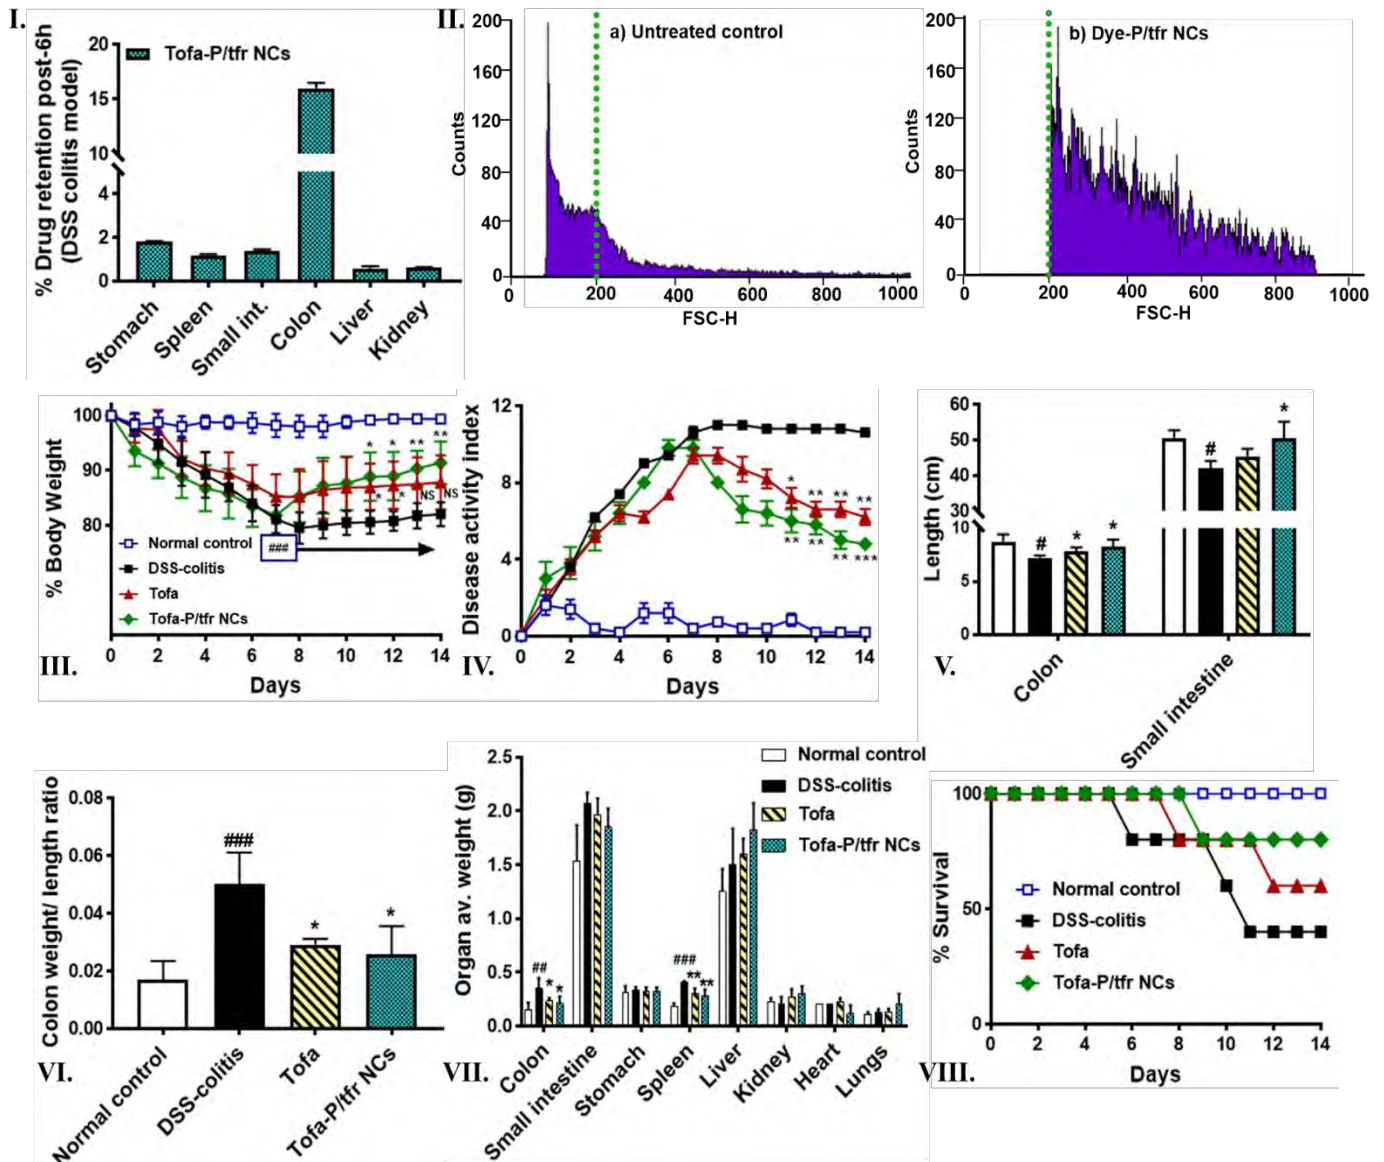 I.
% Drug retention post-6h
(DSS colitis model)
20
15
10
4
2
0
Tofa-P/tfr NCs
Stomach
Spleen
Small int.
Colon
Liver
Kidney
II.
a) Untreated control
Counts
200
160
120
80
40
0
0 200 400 600 800 1000
FSC-H
b) Dye-P/tfr NCs
Counts
200
160
120
80
40
0
0 200 400 600 800 1000
FSC-H
III.
% Body Weight
100
90
80
* * ** **
* * NS NS
###
Normal control
DSS-colitis
Tofa
Tofa-P/tfr NCs
0 2 4 6 8 10 12 14
Days
IV.
Disease activity index
12
8
4
0
* ** ** **
** ** ** ***
0 2 4 6 8 10 12 14
Days
V.
Length (cm)
60
50
40
30
10
5
0
# * *
# *
Colon
Small intestine
VI.
Colon weight/ length ratio
0.08
0.06
0.04
0.02
0.00
###
*
*
Normal control
DSS-colitis
Tofa
Tofa-P/tfr NCs
VII.
Organ av. weight (g)
2.5
2.0
1.5
1.0
0.5
0.0
Normal control
DSS-colitis
Tofa
Tofa-P/tfr NCs
## * *
### ** **
Colon
Small intestine
Stomach
Spleen
Liver
Kidney
Heart
Lungs
VIII.
% Survival
100
50
0
Normal control
DSS-colitis
Tofa
Tofa-P/tfr NCs
0 2 4 6 8 10 12 14
Days